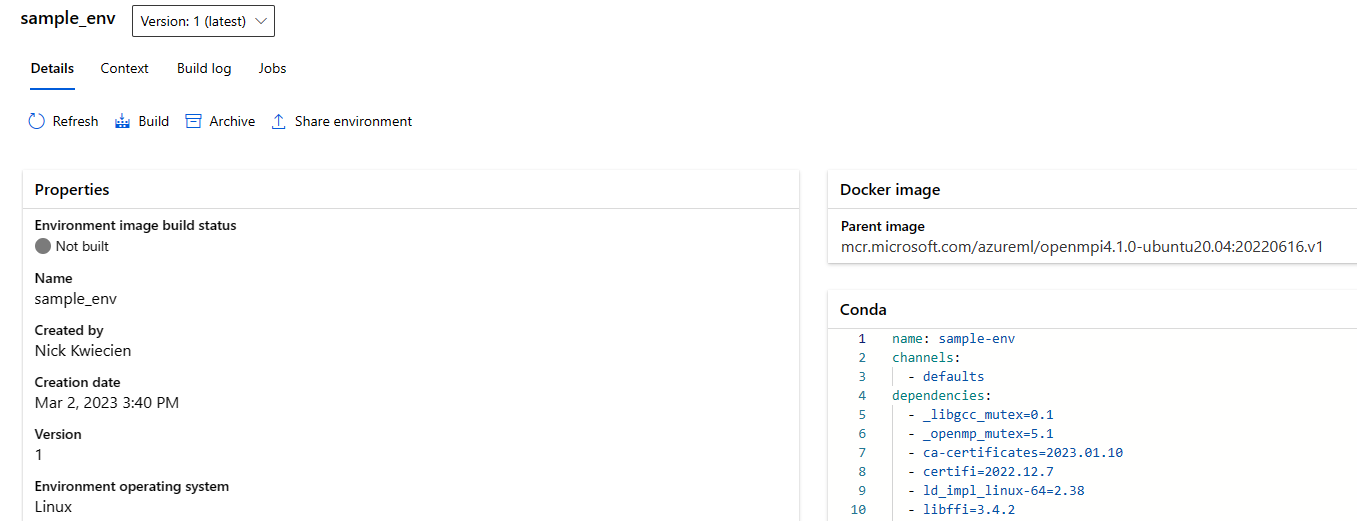 sample_env
Version: 1 (latest)
Details Context Build log Jobs
Refresh Build Archive Share environment
Properties
Environment image build status
Not built
Name
sample_env
Created by
Nick Kwiecien
Creation date
Mar 2, 2023 3:40 PM
Version
1
Environment operating system
Linux
Docker image
Parent image
mcr.microsoft.com/azureml/openmpi4.1.0-ubuntu20.04:20220616.v1
Conda
1 name: sample-env
2 channels:
3 - defaults
4 dependencies:
5 - _libgcc_mutex=0.1
6 - _openmp_mutex=5.1
7 - ca-certificates=2023.01.10
8 - certifi=2022.12.7
9 - ld_impl_linux-64=2.38
10 - libffi=3.4.2